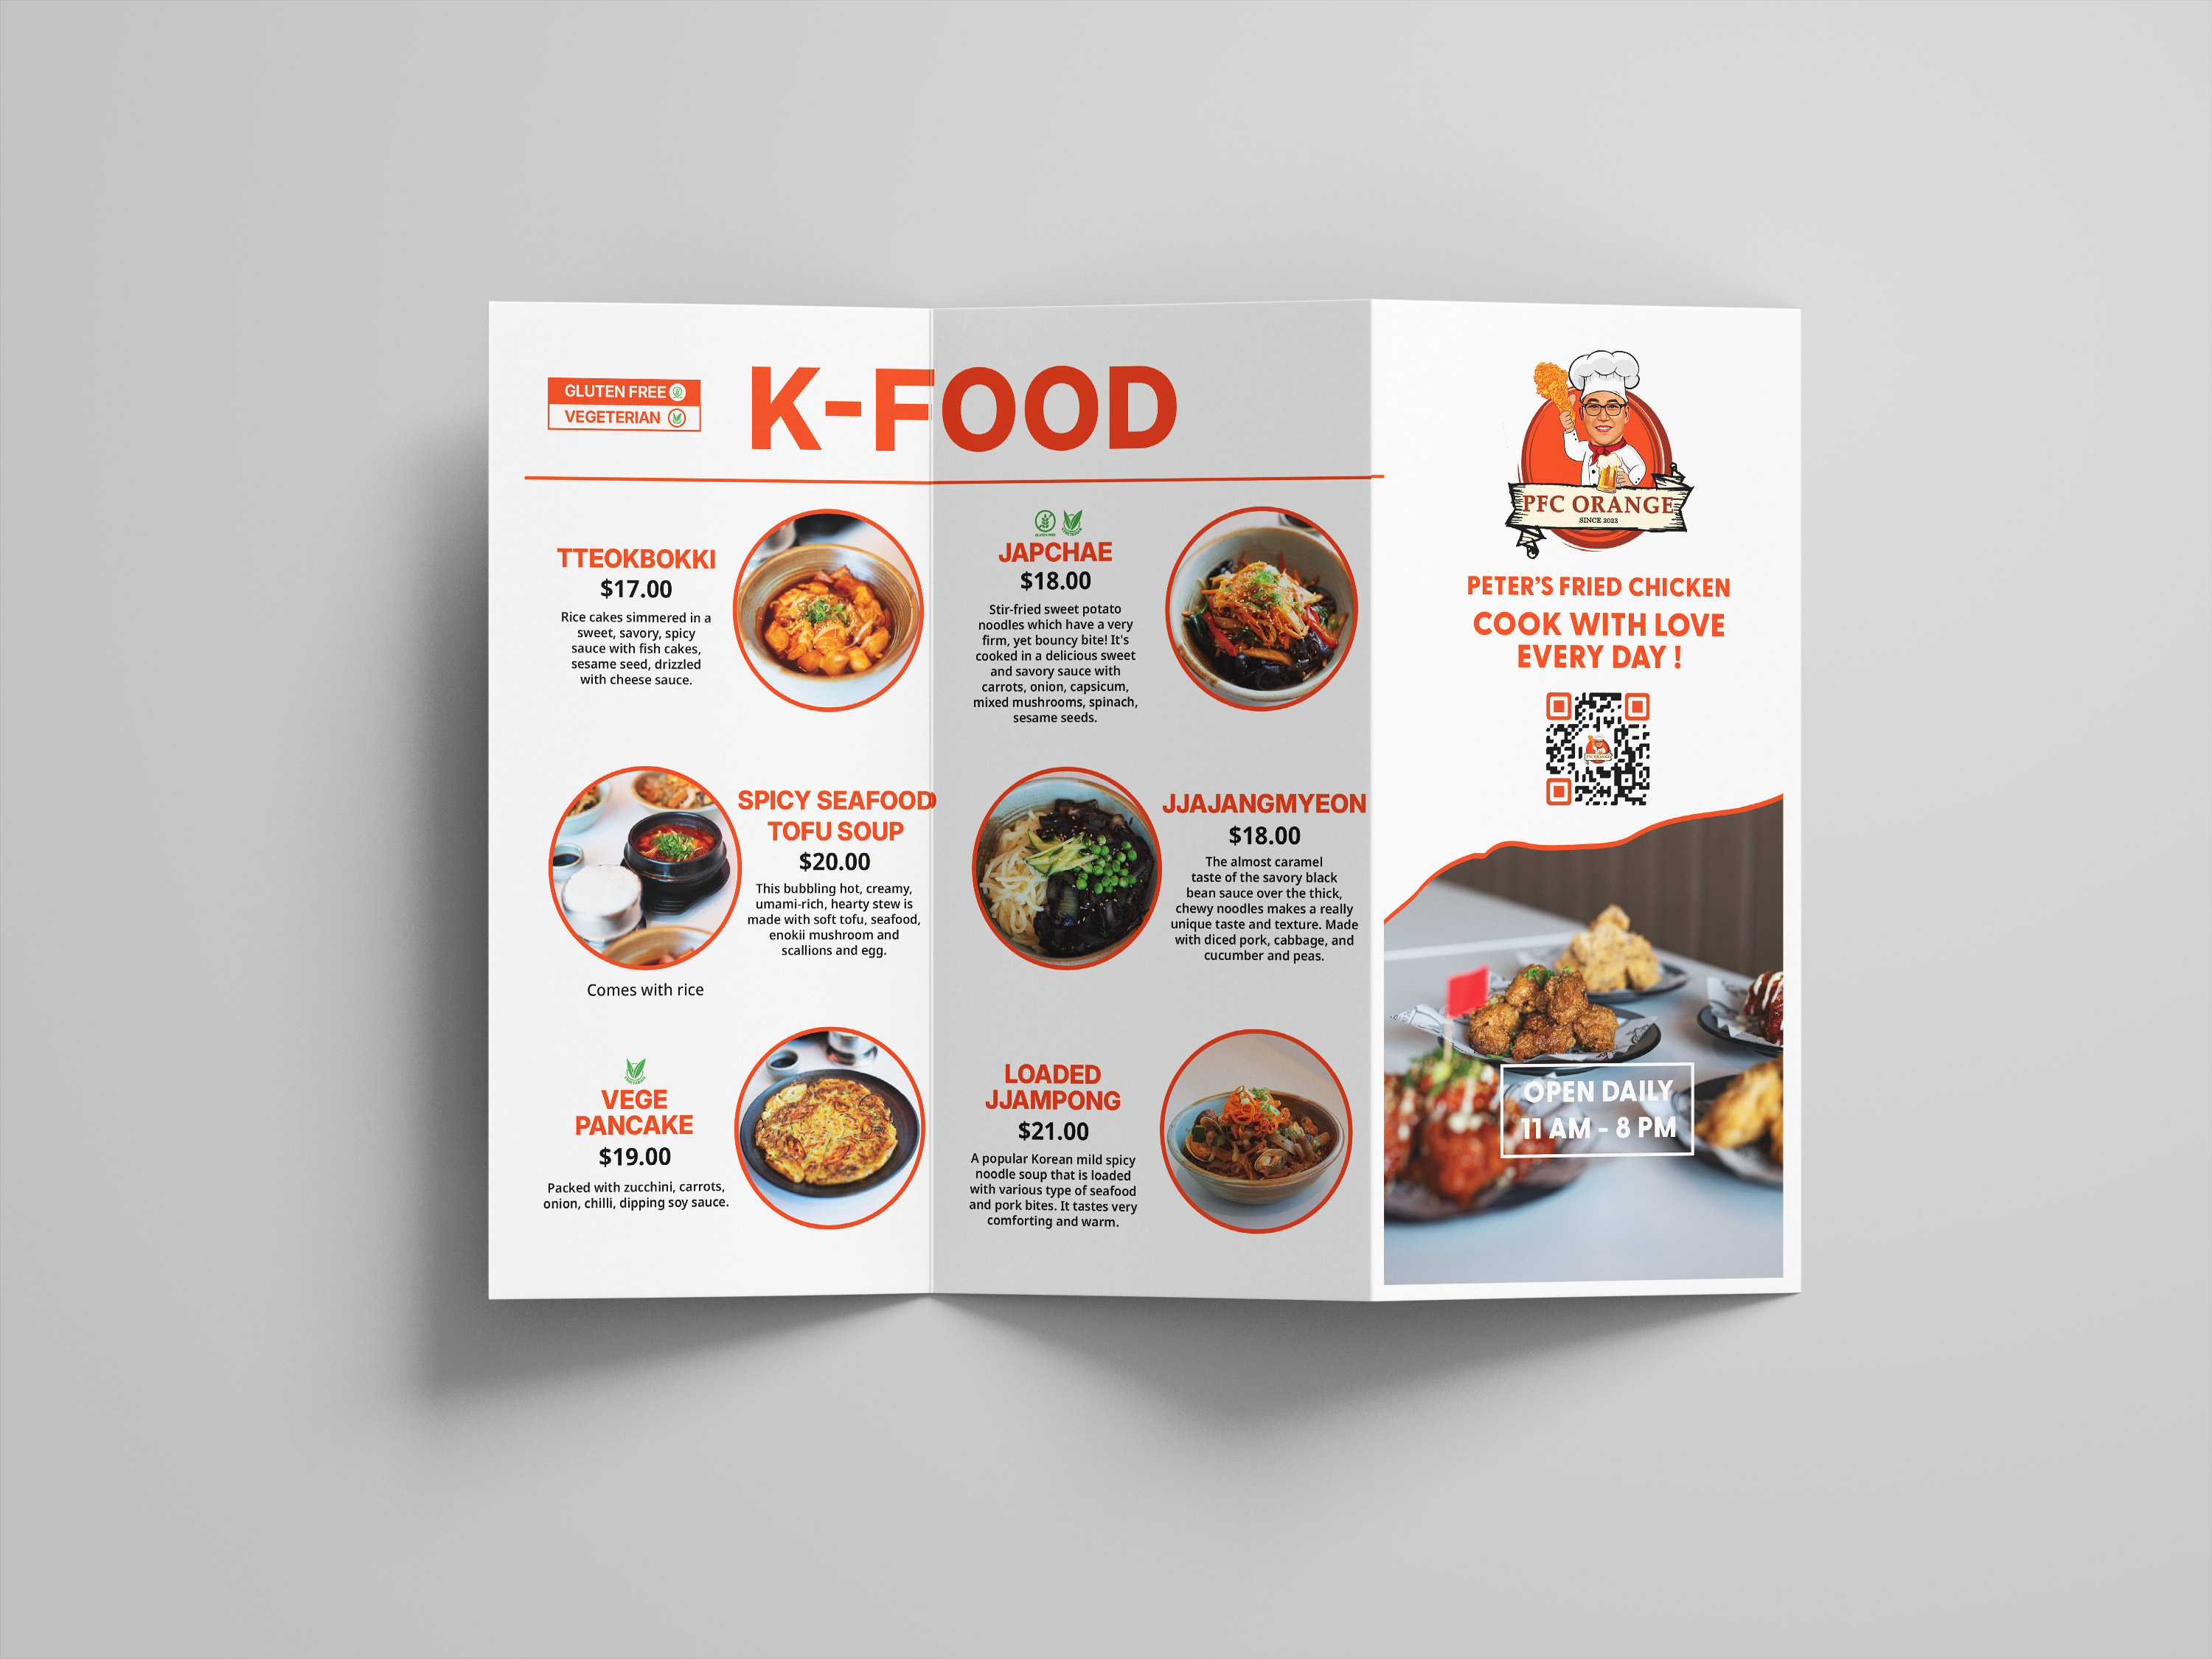 GLUTEN FREE
VEGETERIAN
K-FOOD
TTEOKBOKKI
$17.00
Rice cakes simmered in a
sweet, savory, spicy
sauce with fish cakes,
sesame seed, drizzled
with cheese sauce.
SPICY SEAFOOD
TOFU SOUP
$20.00
This bubbling hot, creamy,
umami-rich, hearty stew is
made with soft tofu, seafood,
enokii mushroom and
scallions and egg.
Comes with rice
VEGE
PANCAKE
$19.00
Packed with zucchini, carrots,
onion, chilli, dipping soy sauce.
JAPCHAE
$18.00
Stir-fried sweet potato
noodles which have a very
firm, yet bouncy bite! It's
cooked in a delicious sweet
and savory sauce with
carrots, onion, capsicum,
mixed mushrooms, spinach,
sesame seeds.
JJAJANGMYEON
$18.00
The almost caramel
taste of the savory black
bean sauce over the thick,
chewy noodles makes a really
unique taste and texture. Made
with diced pork, cabbage, and
cucumber and peas.
LOADED
JJAMPONG
$21.00
A popular Korean mild spicy
noodle soup that is loaded
with various type of seafood
and pork bites. It tastes very
comforting and warm.
PFC ORANGE
SINCE 2023
PETER'S FRIED CHICKEN
COOK WITH LOVE
EVERY DAY !
PFC ORANGE
OPEN DAILY
11 AM - 8 PM